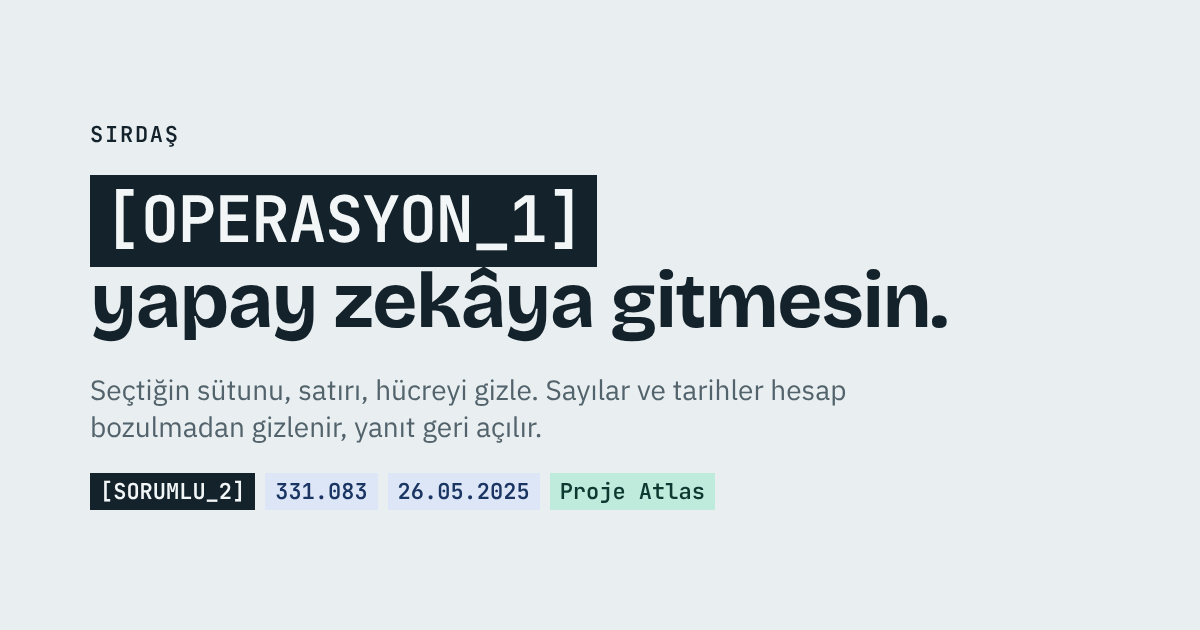 SIRDAŞ
[OPERASYON_1]
yapay zekâya gitmesin.
Seçtiğin sütunu, satırı, hücreyi gizle. Sayılar ve tarihler hesap
bozulmadan gizlenir, yanıt geri açılır.
[SORUMLU_2] 331.083 26.05.2025 Proje Atlas